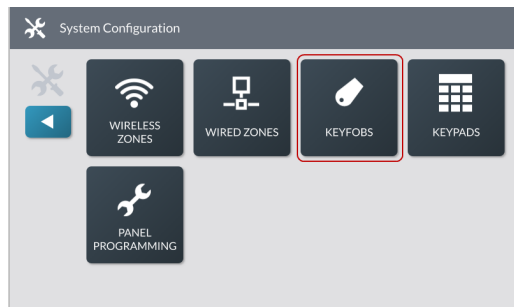 System Configuration
WIRELESS
ZONES
WIRED ZONES
KEYFOBS
KEYPADS
PANEL
PROGRAMMING